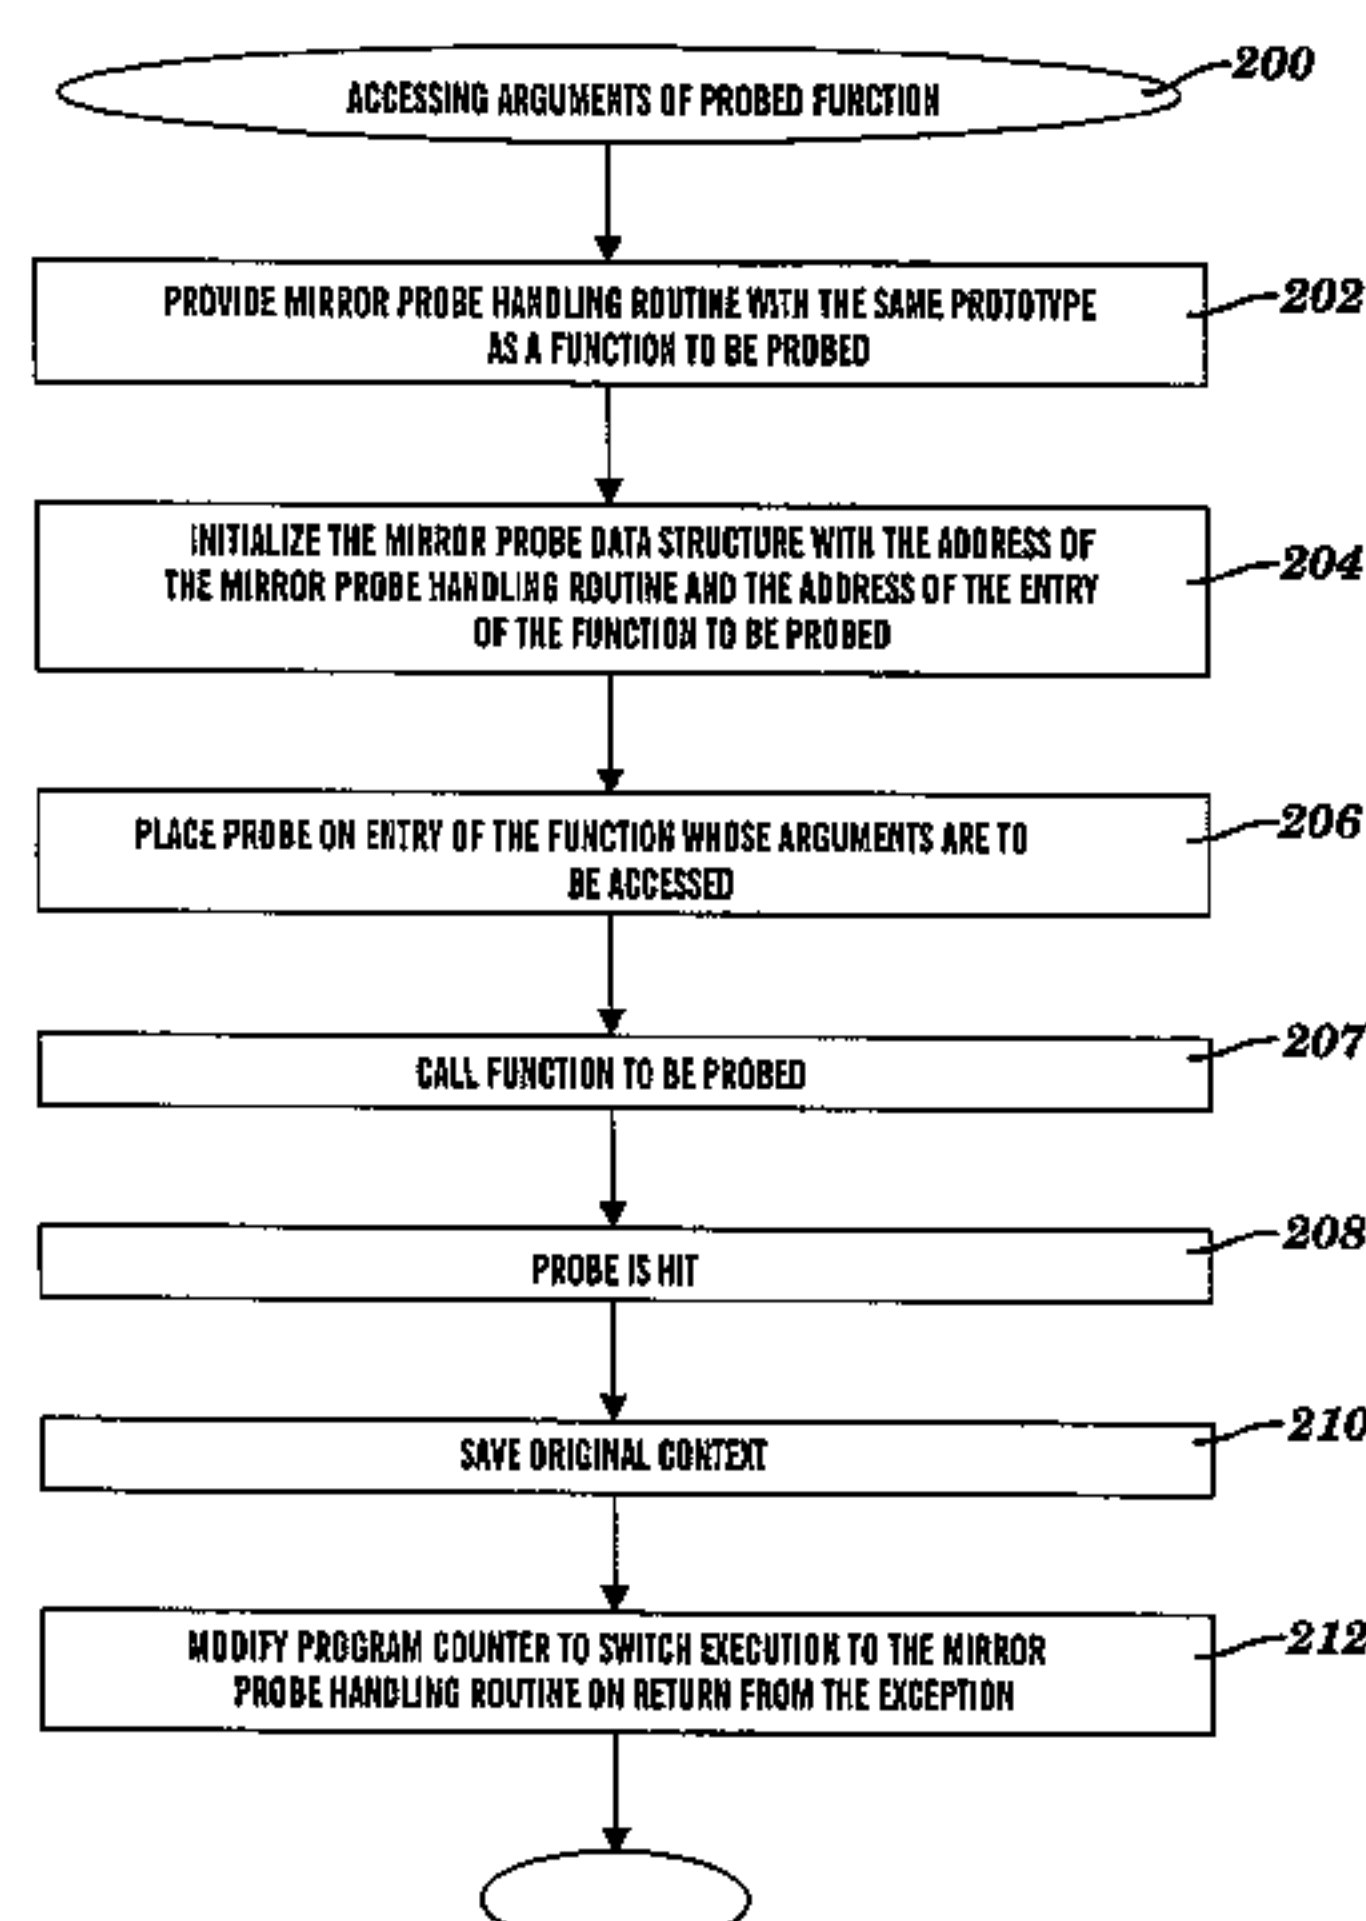 200
ACCESSING ARGUMENTS OF PROBED FUNCTION
202
PROVIDE MIRROR PROBE HANDLING ROUTINE WITH THE SAME PROTOTYPE
AS A FUNCTION TO BE PROBED
204
INITIALIZE THE MIRROR PROBE DATA STRUCTURE WITH THE ADDRESS OF
THE MIRROR PROBE HANDLING ROUTINE AND THE ADDRESS OF THE ENTRY
OF THE FUNCTION TO BE PROBED
206
PLACE PROBE ON ENTRY OF THE FUNCTION WHOSE ARGUMENTS ARE TO
BE ACCESSED
207
CALL FUNCTION TO BE PROBED
208
PROBE IS HIT
210
SAVE ORIGINAL CONTEXT
212
MODIFY PROGRAM COUNTER TO SWITCH EXECUTION TO THE MIRROR
PROBE HANDLING ROUTINE ON RETURN FROM THE EXCEPTION